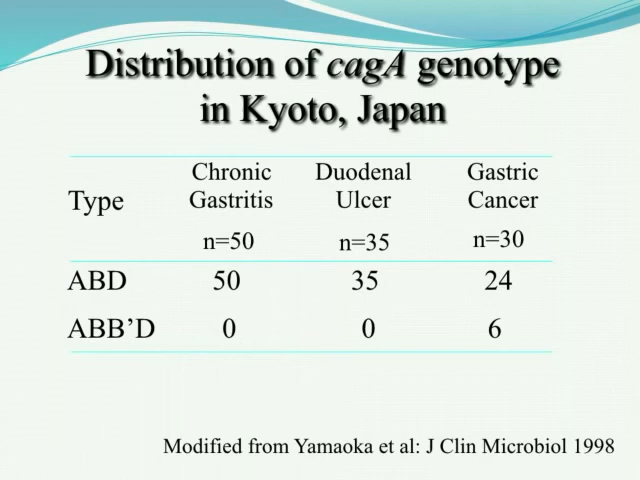 Distribution of cagA genotype
in Kyoto, Japan
Type Chronic Gastritis Duodenal Ulcer Gastric Cancer
n=50 n=35 n=30
ABD 50 35 24
ABB’D 0 0 6
Modified from Yamaoka et al: J Clin Microbiol 1998